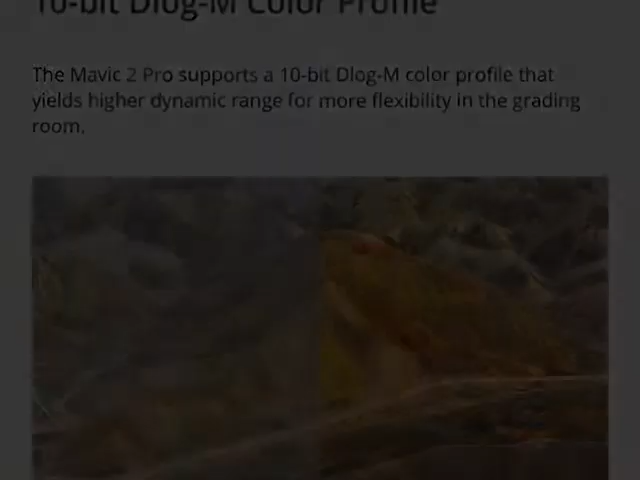 10-bit Dlog-M Color Profile
The Mavic 2 Pro supports a 10-bit Dlog-M color profile that
yields higher dynamic range for more flexibility in the grading
room.